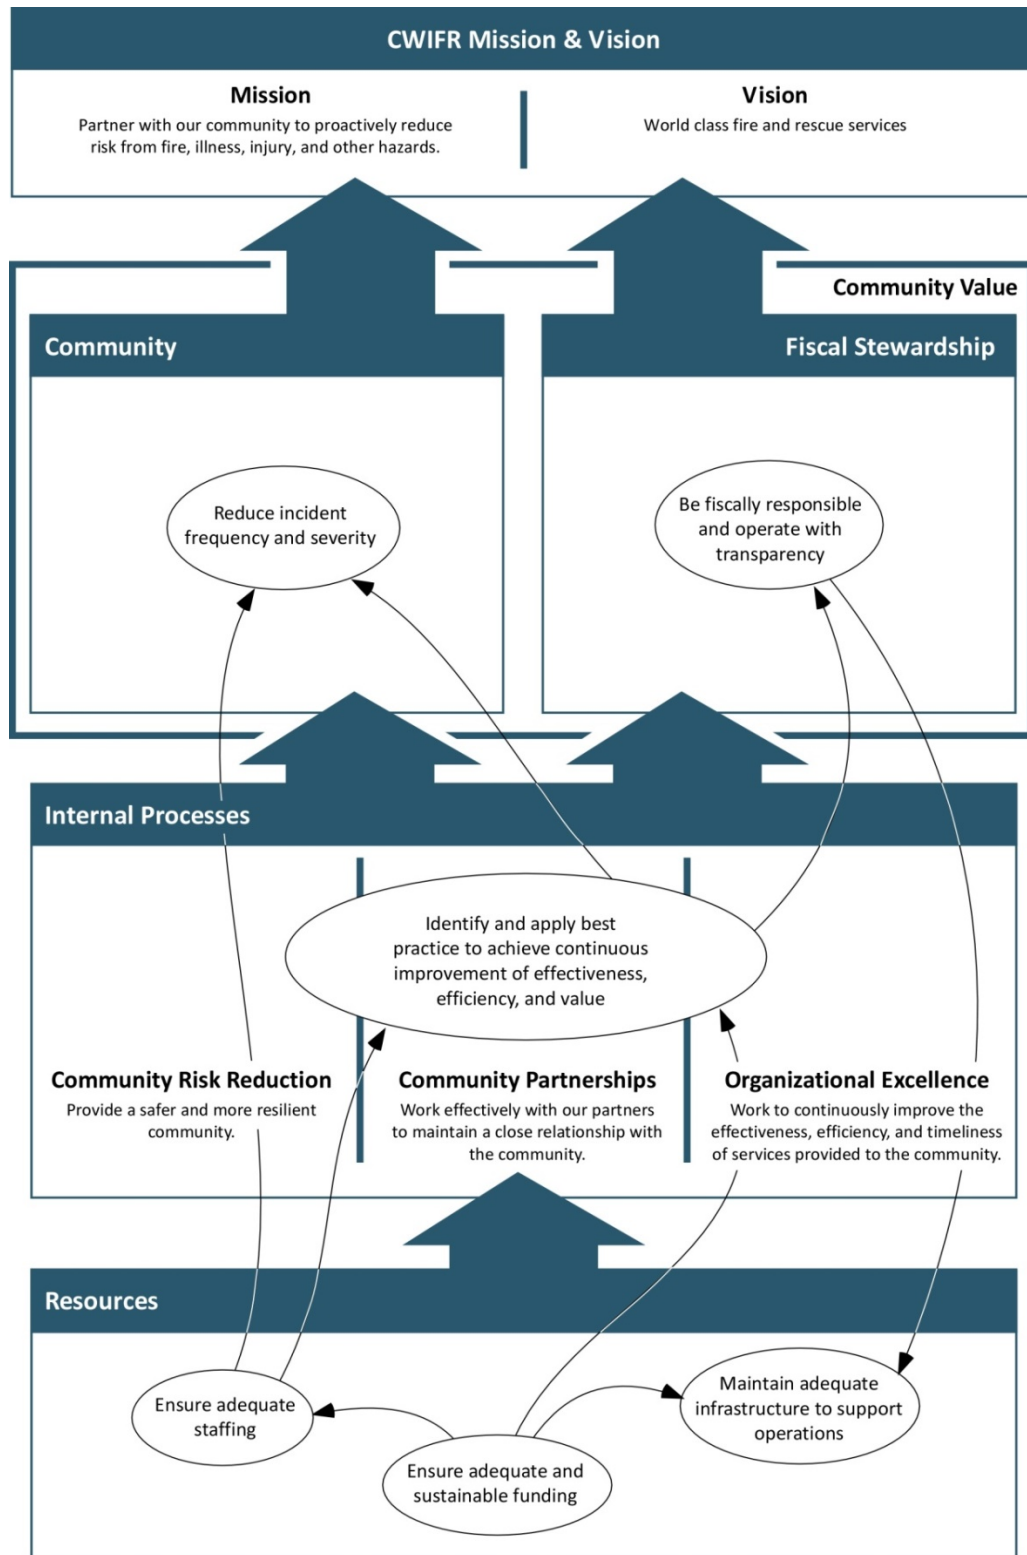 CWIFR Mission & Vision
Mission
Partner with our community to proactively reduce
risk from fire, illness, injury, and other hazards.
Vision
World class fire and rescue services
Community Value
Community
Fiscal Stewardship
Reduce incident
frequency and severity
Be fiscally responsible
and operate with
transparency
Internal Processes
Identify and apply best
practice to achieve continuous
improvement of effectiveness,
efficiency, and value
Community Risk Reduction
Provide a safer and more resilient
community.
Community Partnerships
Work effectively with our partners
to maintain a close relationship with
the community.
Organizational Excellence
Work to continuously improve the
effectiveness, efficiency, and timeliness
of services provided to the community.
Resources
Ensure adequate
staffing
Ensure adequate and
sustainable funding
Maintain adequate
infrastructure to support
operations